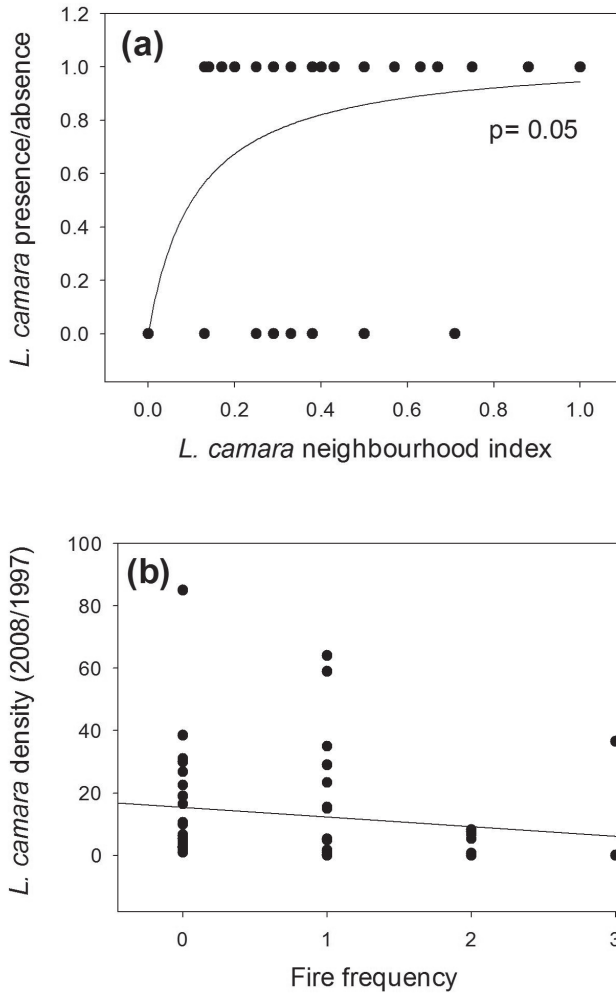 (a)
L. camara presence/absence
1.2
1.0
0.8
0.6
0.4
0.2
0.0
p= 0.05
0.0 0.2 0.4 0.6 0.8 1.0
L. camara neighbourhood index
(b)
L. camara density (2008/1997)
100
80
60
40
20
0
0 1 2 3
Fire frequency